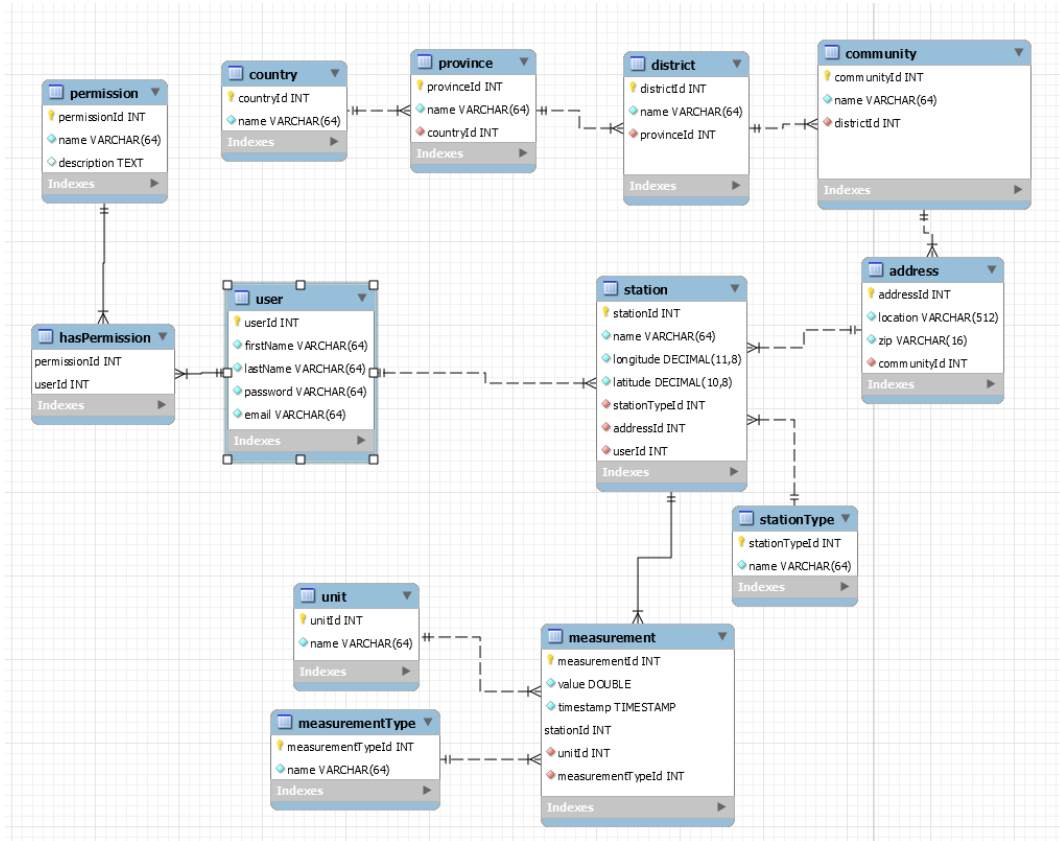 permission
permissionId INT
name VARCHAR(64)
description TEXT
Indexes
country
countryId INT
name VARCHAR(64)
Indexes
province
provinceId INT
name VARCHAR(64)
countryId INT
Indexes
district
districtId INT
name VARCHAR(64)
provinceId INT
Indexes
community
communityId INT
name VARCHAR(64)
districtId INT
Indexes
hasPermission
permissionId INT
userId INT
Indexes
user
userId INT
firstName VARCHAR(64)
lastName VARCHAR(64)
password VARCHAR(64)
email VARCHAR(64)
Indexes
station
stationId INT
name VARCHAR(64)
longitude DECIMAL(11,8)
latitude DECIMAL(10,8)
stationTypeId INT
addressId INT
userId INT
Indexes
address
addressId INT
location VARCHAR(512)
zip VARCHAR(16)
communityId INT
Indexes
stationType
stationTypeId INT
name VARCHAR(64)
Indexes
unit
unitId INT
name VARCHAR(64)
Indexes
measurementType
measurementTypeId INT
name VARCHAR(64)
Indexes
measurement
measurementId INT
value DOUBLE
timestamp TIMESTAMP
stationId INT
unitId INT
measurementTypeId INT
Indexes